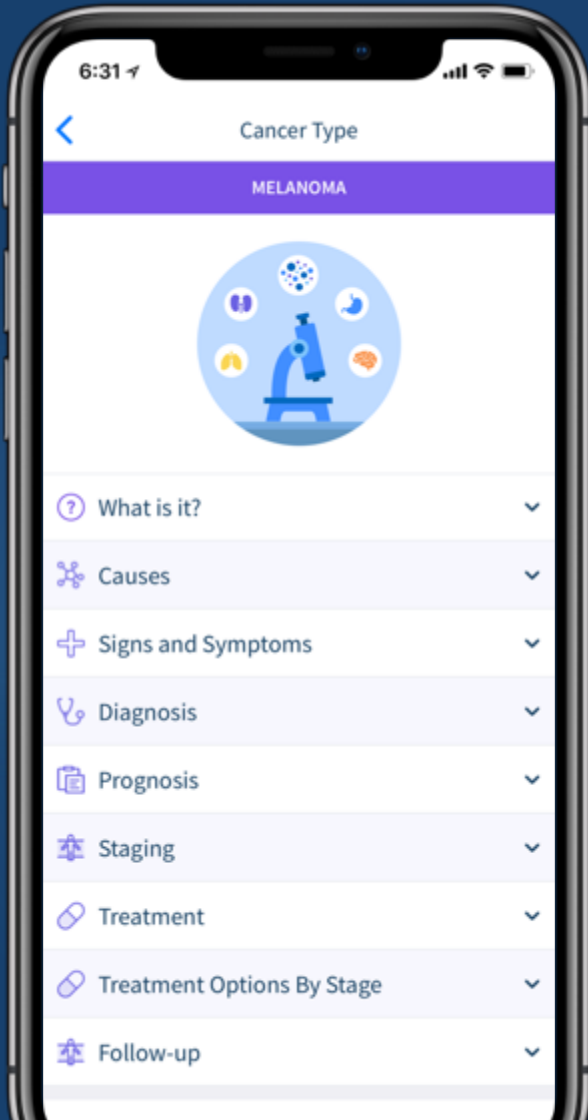 6:31
Cancer Type
MELANOMA
What is it?
Causes
Signs and Symptoms
Diagnosis
Prognosis
Staging
Treatment
Treatment Options By Stage
Follow-up